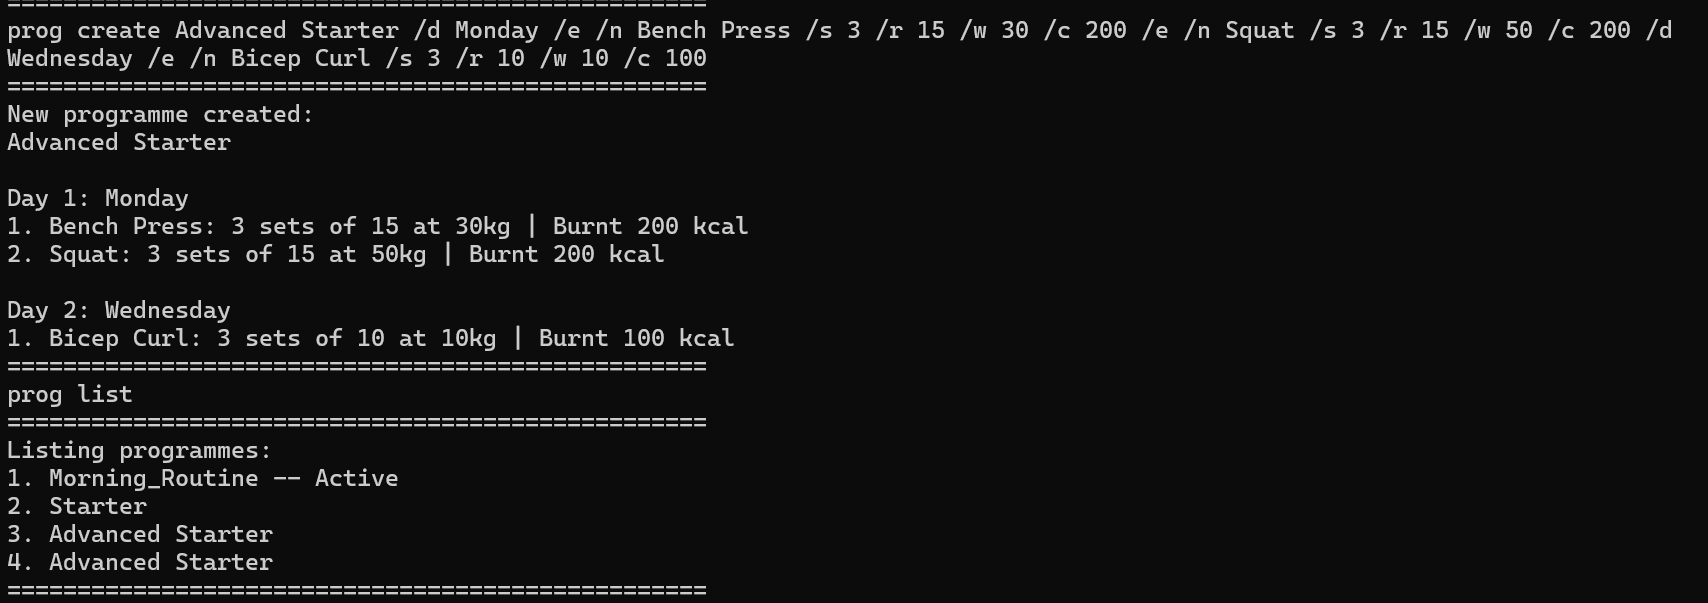 ==================================================
prog create Advanced Starter /d Monday /e /n Bench Press /s 3 /r 15 /w 30 /c 200 /e /n Squat /s 3 /r 15 /w 50 /c 200 /d
Wednesday /e /n Bicep Curl /s 3 /r 10 /w 10 /c 100
==================================================
New programme created:
Advanced Starter
Day 1: Monday
1. Bench Press: 3 sets of 15 at 30kg | Burnt 200 kcal
2. Squat: 3 sets of 15 at 50kg | Burnt 200 kcal
Day 2: Wednesday
1. Bicep Curl: 3 sets of 10 at 10kg | Burnt 100 kcal
==================================================
prog list
==================================================
Listing programmes:
1. Morning_Routine -- Active
2. Starter
3. Advanced Starter
4. Advanced Starter
==================================================